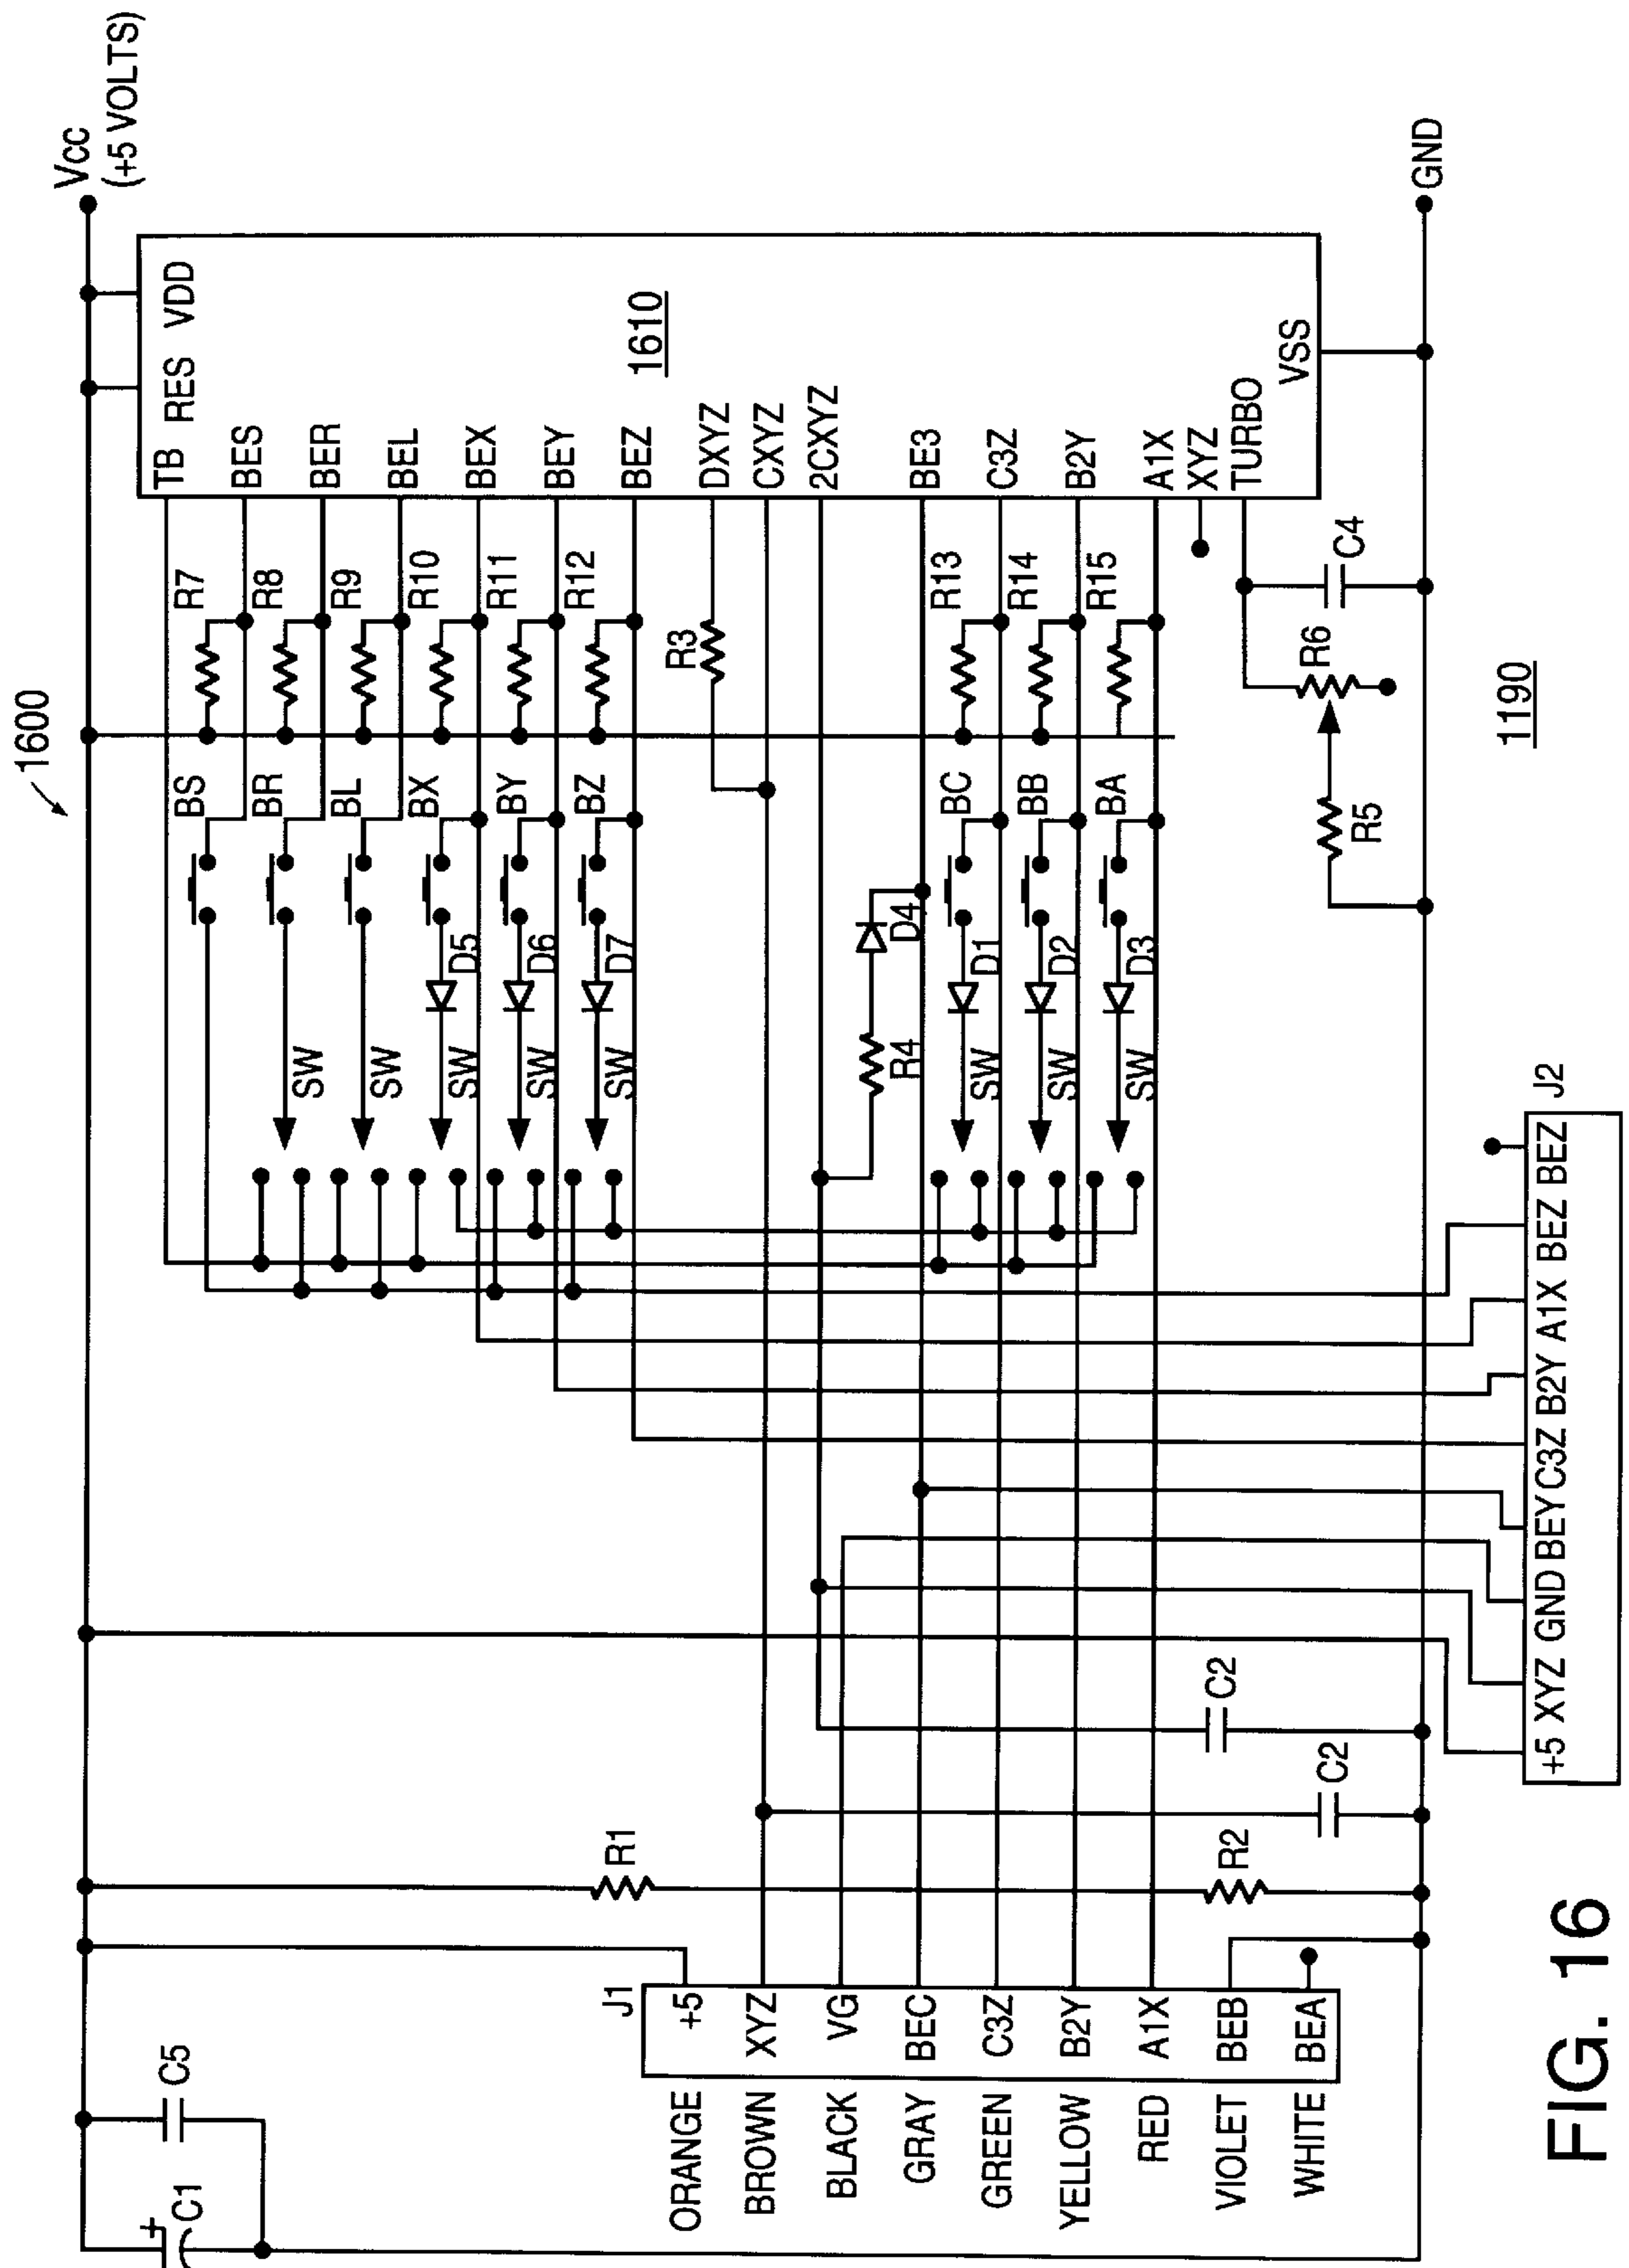 1600
Vcc
(+5 VOLTS)
TB
RES
VDD
BES
BER
BEL
BEX
BEY
BEZ
DXYZ
CXYZ
2CXYZ
BE3
C3Z
B2Y
A1X
XYZ
TURBO
VSS
1610
R7
R8
R9
R10
R11
R12
R3
R13
R14
R15
BS
BR
BL
BX
BY
BZ
BC
BB
BA
D5
D6
D7
D4
D1
D2
D3
R4
SW
SW
SW
SW
SW
SW
SW
SW
C4
R6
R5
GND
1190
R1
R2
C2
C2
C5
C1
+
J1
ORANGE +5
BROWN XYZ
BLACK VG
GRAY BEC
GREEN C3Z
YELLOW B2Y
RED A1X
VIOLET BEB
WHITE BEA
J2
+5 XYZ GND BEY C3Z B2Y A1X BEZ BEZ
FIG. 16